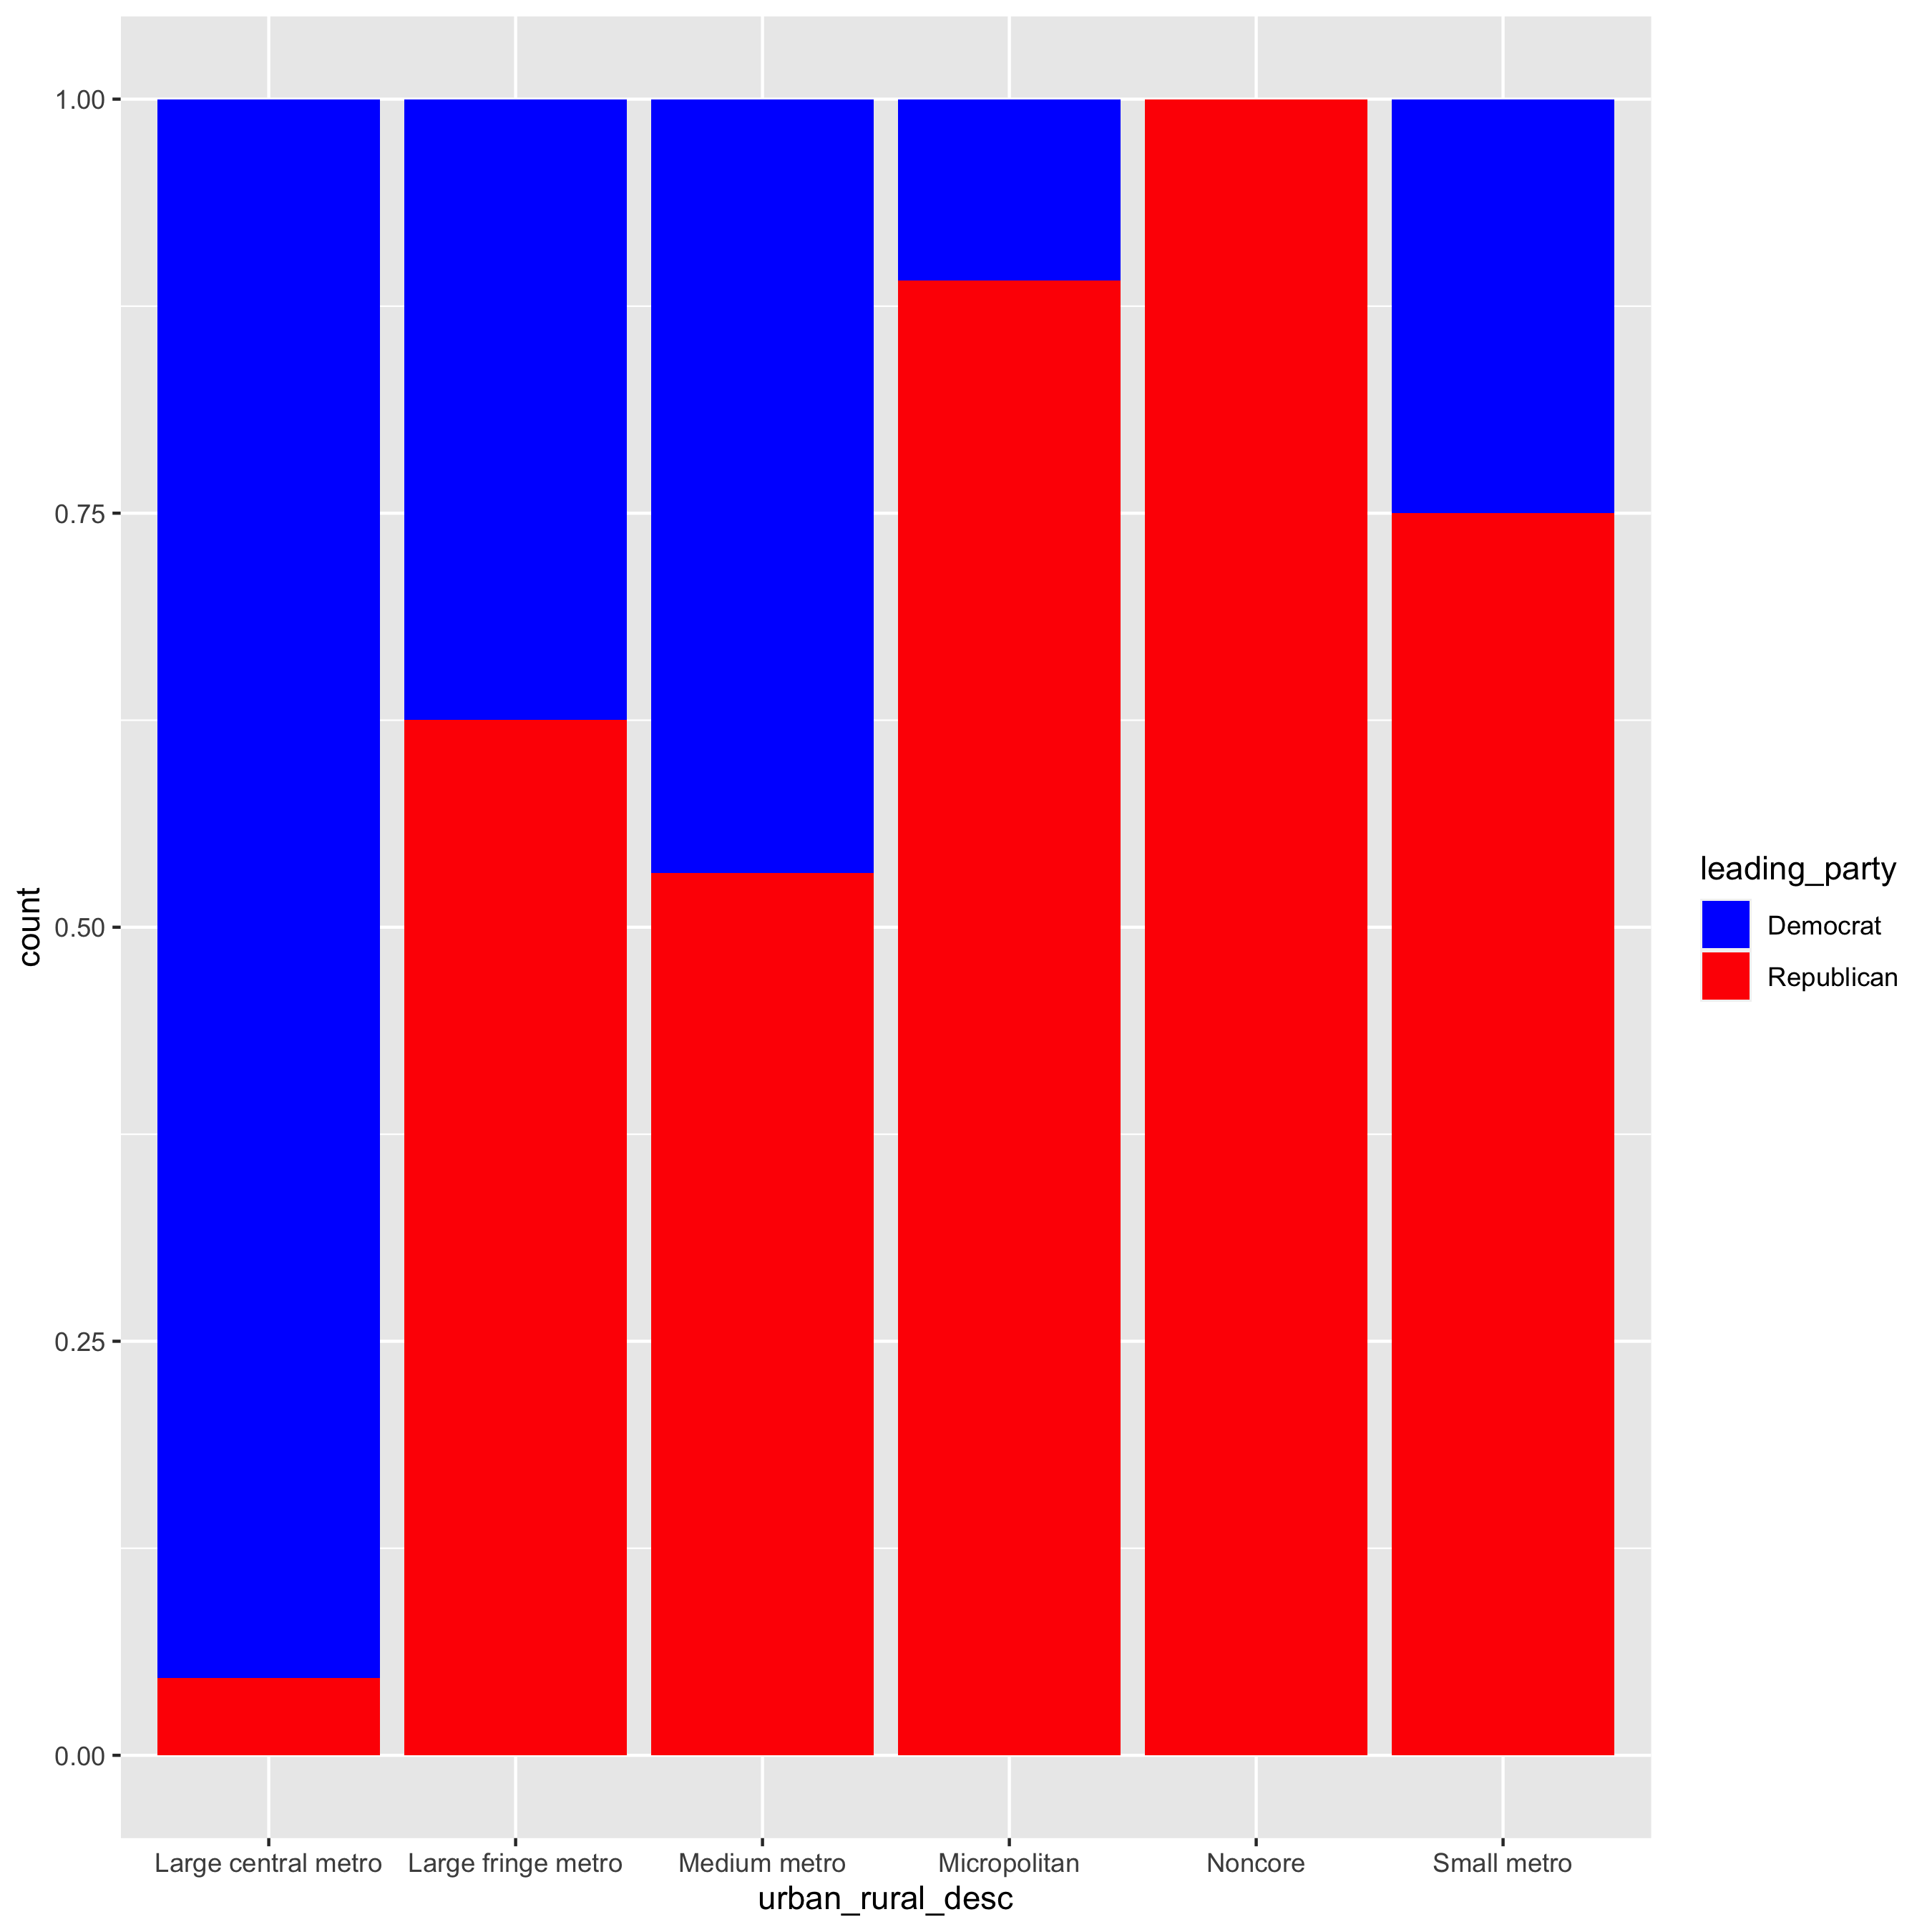 1.00
0.75
0.50
0.25
0.00
count
Large central metro Large fringe metro Medium metro Micropolitan Noncore Small metro
urban_rural_desc
leading_party
Democrat
Republican